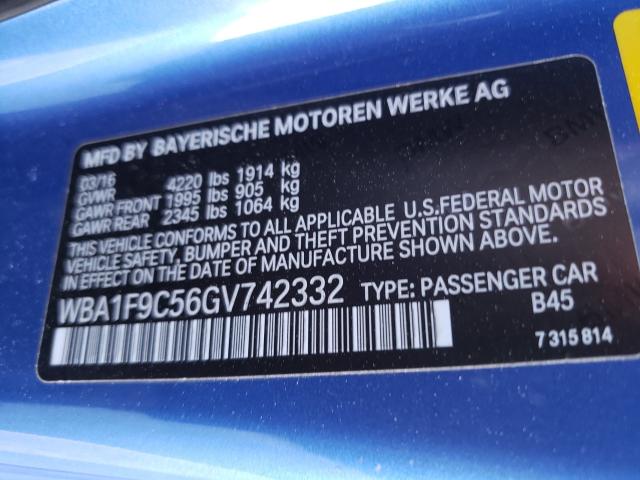 MFD BY BAYERISCHE MOTOREN WERKE AG
03/16
GVWR 4220 lbs 1914 kg
GAWR FRONT 1995 lbs 905 kg
GAWR REAR 2345 lbs 1064 kg
THIS VEHICLE CONFORMS TO ALL APPLICABLE U.S.FEDERAL MOTOR
VEHICLE SAFETY, BUMPER AND THEFT PREVENTION STANDARDS
IN EFFECT ON THE DATE OF MANUFACTURE SHOWN ABOVE.
WBA1F9C56GV742332 TYPE: PASSENGER CAR
B45
7 315 814